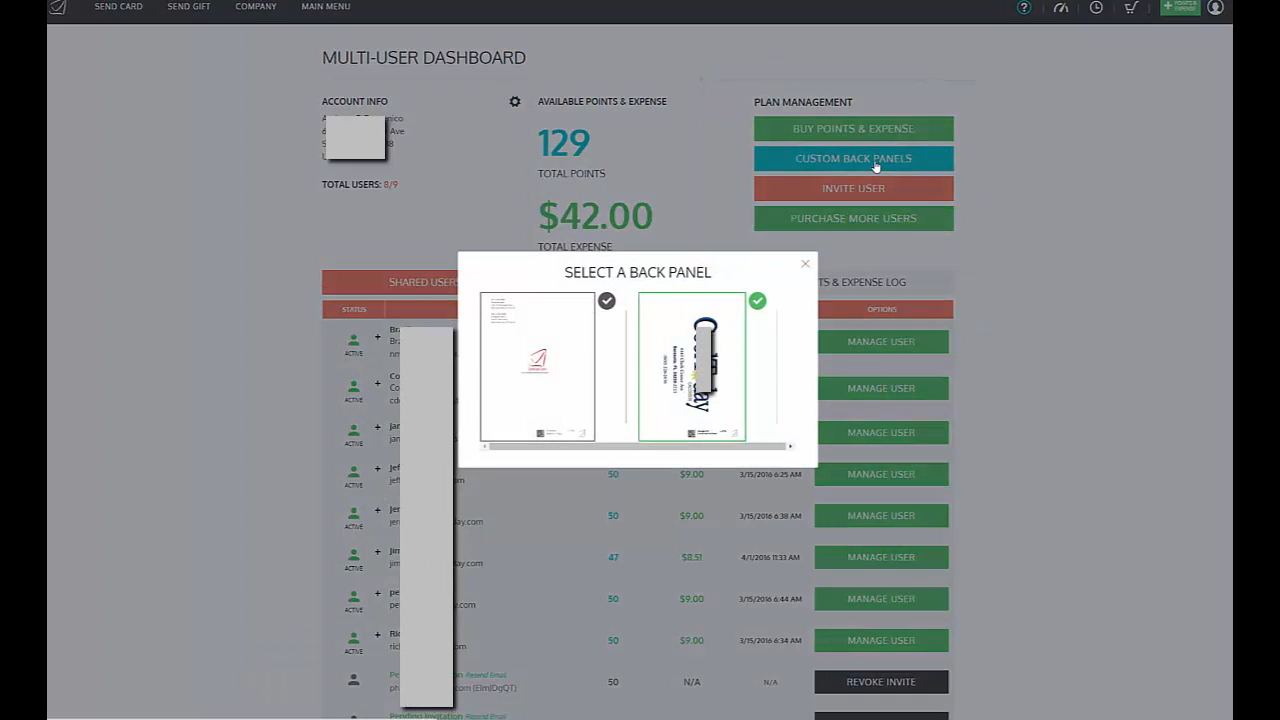 SEND CARD
SEND GIFT
COMPANY
MAIN MENU
?
+ POINTS & EXPENSE
MULTI-USER DASHBOARD
ACCOUNT INFO
AVAILABLE POINTS & EXPENSE
PLAN MANAGEMENT
Ave
129
TOTAL POINTS
BUY POINTS & EXPENSE
CUSTOM BACK PANELS
INVITE USER
PURCHASE MORE USERS
TOTAL USERS: 8/9
$42.00
TOTAL EXPENSE
SELECT A BACK PANEL
SHARED USER
& EXPENSE LOG
STATUS
OPTIONS
ACTIVE
MANAGE USER
ACTIVE
MANAGE USER
ACTIVE
MANAGE USER
ACTIVE
50
$9.00
3/15/2016 6:25 AM
MANAGE USER
ACTIVE
50
$9.00
3/15/2016 6:38 AM
MANAGE USER
ACTIVE
47
$8.51
4/1/2016 11:33 AM
MANAGE USER
ACTIVE
50
$9.00
3/15/2016 6:44 AM
MANAGE USER
ACTIVE
50
$9.00
3/15/2016 6:34 AM
MANAGE USER
Resend Email
50
N/A
N/A
REVOKE INVITE
Pending Invitation Resend Email